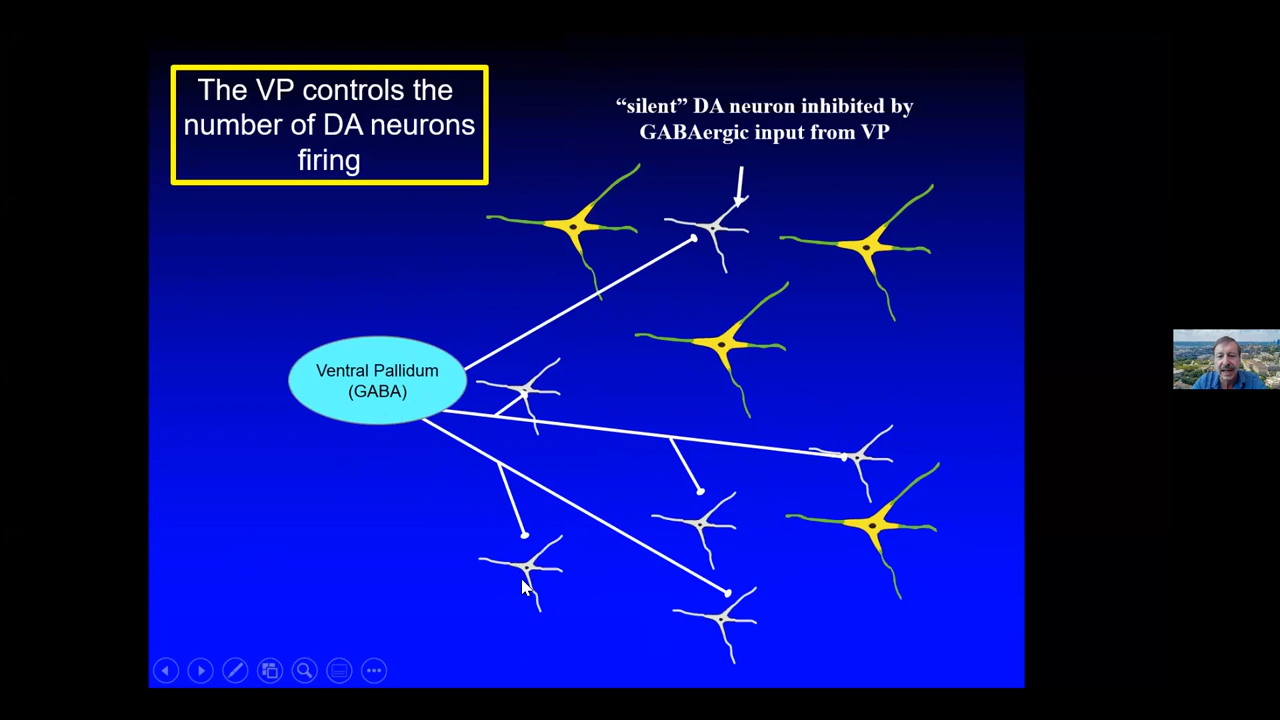 The VP controls the
number of DA neurons
firing
“silent” DA neuron inhibited by
GABAergic input from VP
Ventral Pallidum
(GABA)